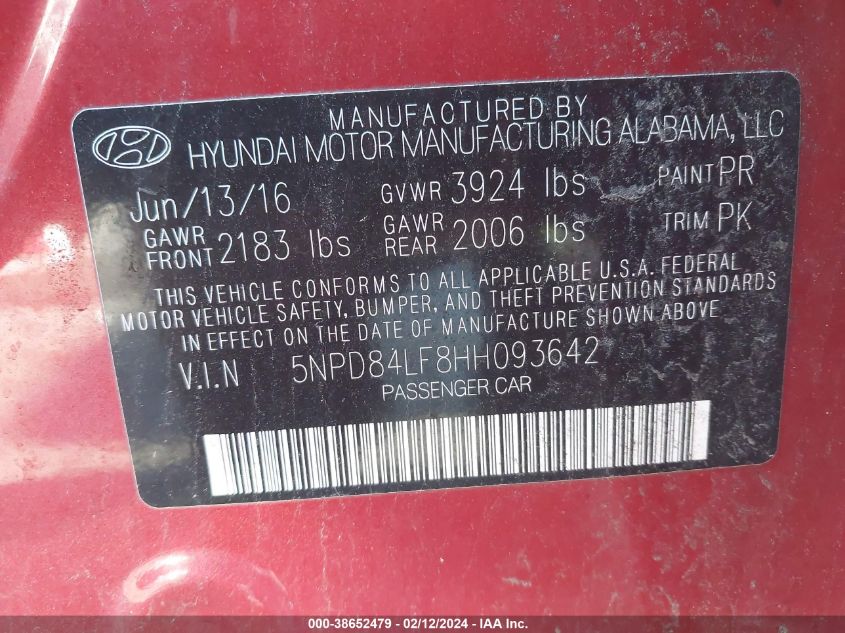 MANUFACTURED BY
HYUNDAI MOTOR MANUFACTURING ALABAMA, LLC
Jun/13/16 GVWR 3924 lbs PAINT PR
GAWR FRONT 2183 lbs GAWR REAR 2006 lbs TRIM PK
THIS VEHICLE CONFORMS TO ALL APPLICABLE U.S.A. FEDERAL
MOTOR VEHICLE SAFETY, BUMPER, AND THEFT PREVENTION STANDARDS
IN EFFECT ON THE DATE OF MANUFACTURE SHOWN ABOVE
V.I.N 5NPD84LF8HH093642
PASSENGER CAR
000-38652479 - 02/12/2024 - IAA Inc.